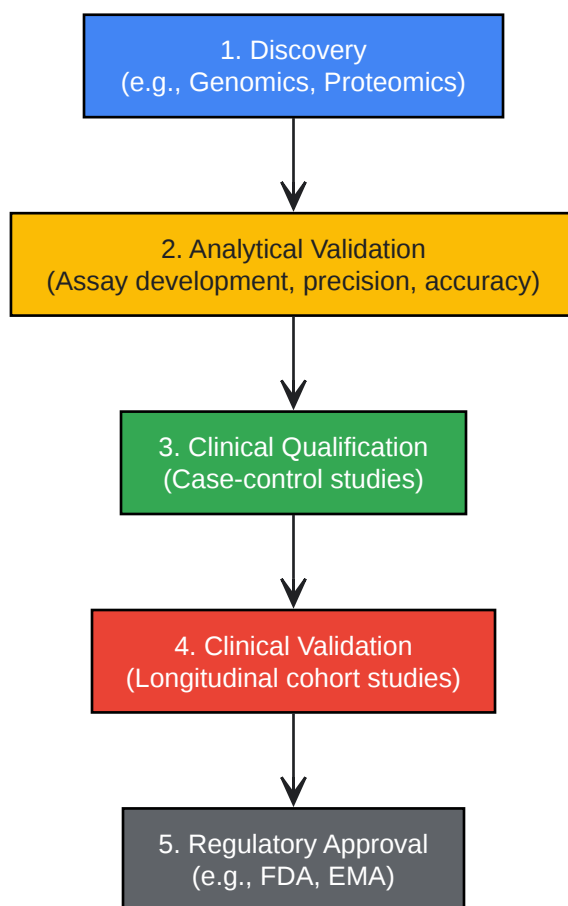 1. Discovery
(e.g., Genomics, Proteomics)
2. Analytical Validation
(Assay development, precision, accuracy)
3. Clinical Qualification
(Case-control studies)
4. Clinical Validation
(Longitudinal cohort studies)
5. Regulatory Approval
(e.g., FDA, EMA)